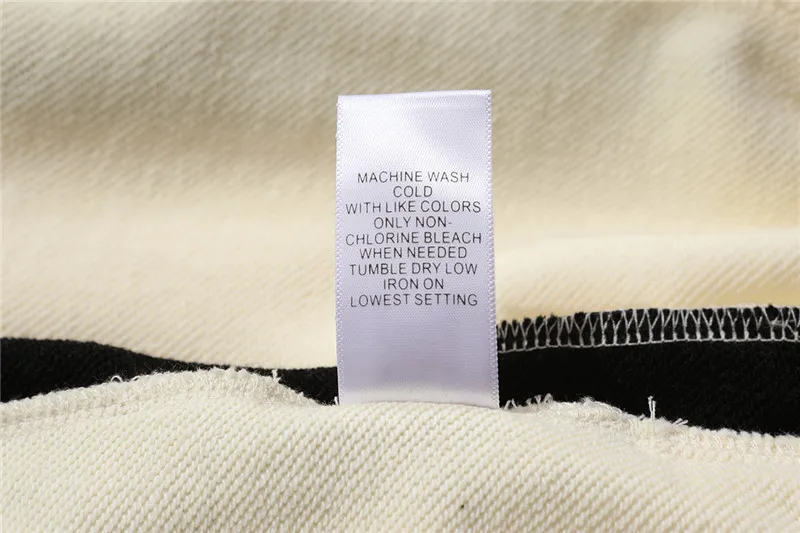 MACHINE WASH
COLD
WITH LIKE COLORS
ONLY NON-
CHLORINE BLEACH
WHEN NEEDED
TUMBLE DRY LOW
IRON ON
LOWEST SETTING